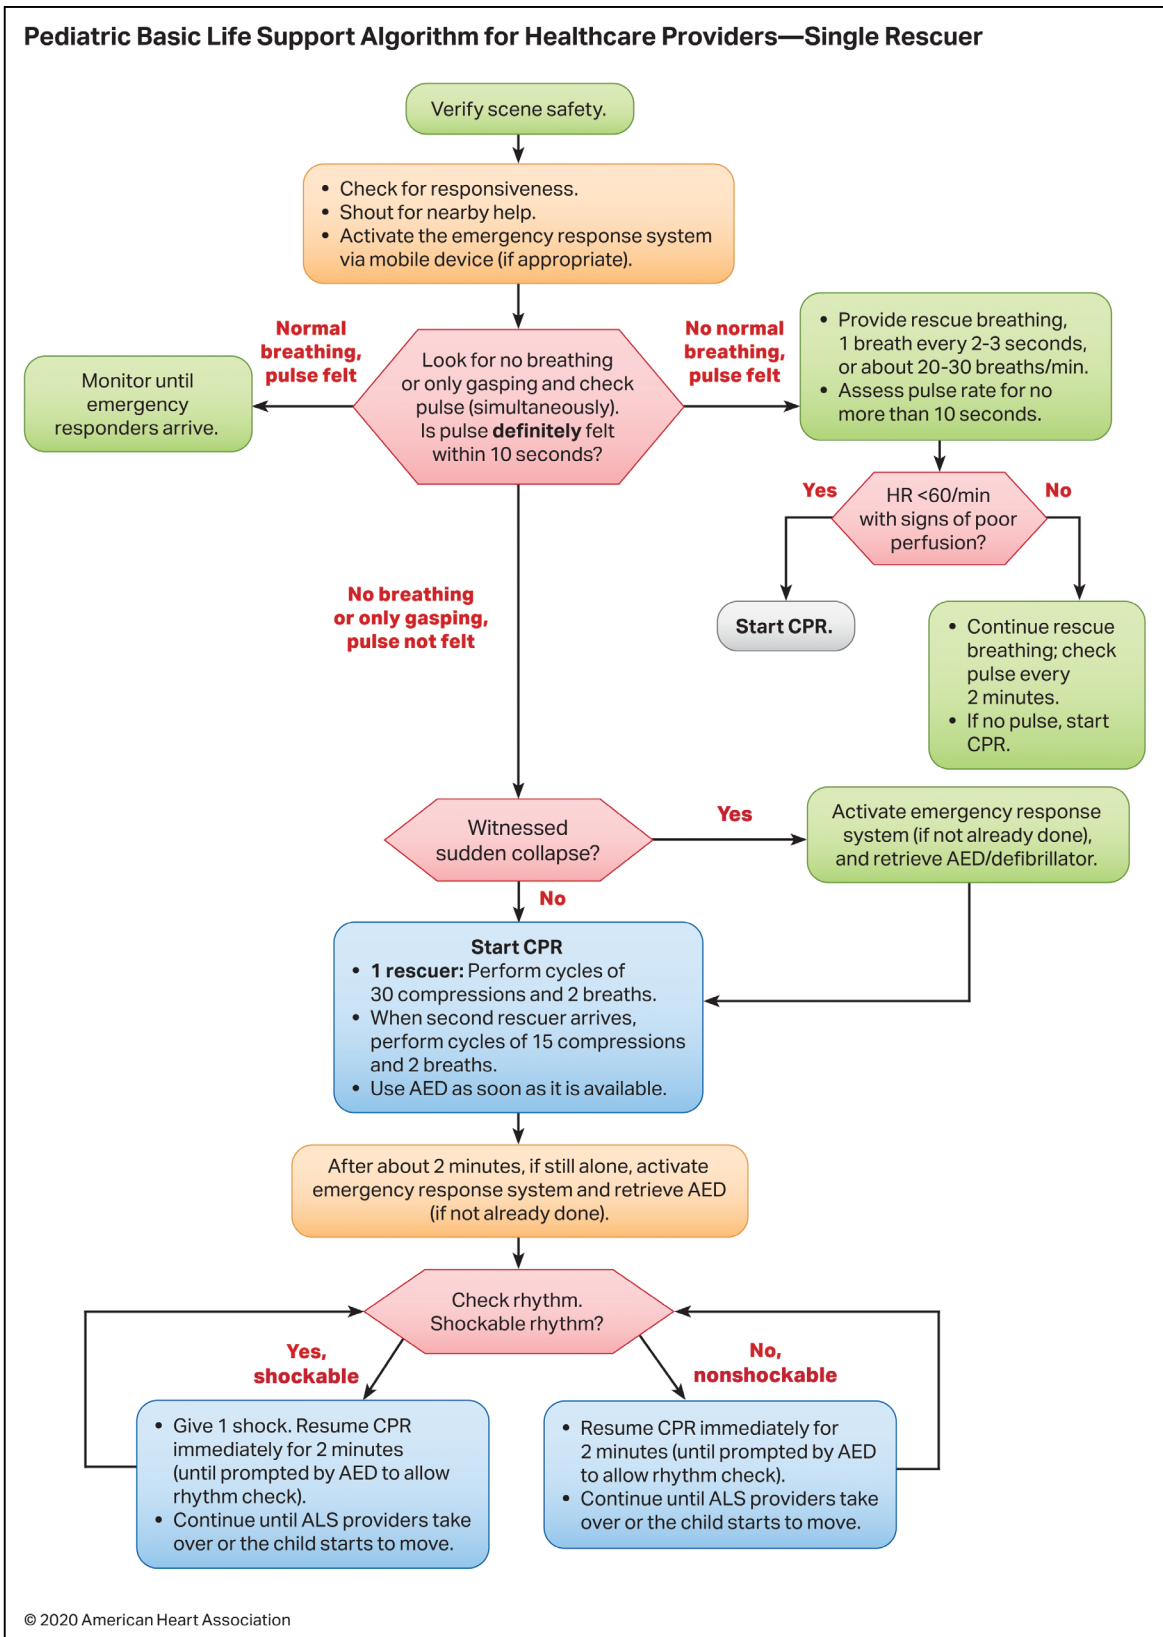 Pediatric Basic Life Support Algorithm for Healthcare Providers—Single Rescuer
Verify scene safety.
• Check for responsiveness.
• Shout for nearby help.
• Activate the emergency response system
via mobile device (if appropriate).
Normal
breathing,
pulse felt
Monitor until
emergency
responders arrive.
Look for no breathing
or only gasping and check
pulse (simultaneously).
Is pulse definitely felt
within 10 seconds?
No normal
breathing,
pulse felt
• Provide rescue breathing,
1 breath every 2-3 seconds,
or about 20-30 breaths/min.
• Assess pulse rate for no
more than 10 seconds.
Yes
HR <60/min
with signs of poor
perfusion?
No
Start CPR.
• Continue rescue
breathing; check
pulse every
2 minutes.
• If no pulse, start
CPR.
No breathing
or only gasping,
pulse not felt
Witnessed
sudden collapse?
Yes
Activate emergency response
system (if not already done),
and retrieve AED/defibrillator.
No
Start CPR
• 1 rescuer: Perform cycles of
30 compressions and 2 breaths.
• When second rescuer arrives,
perform cycles of 15 compressions
and 2 breaths.
• Use AED as soon as it is available.
After about 2 minutes, if still alone, activate
emergency response system and retrieve AED
(if not already done).
Check rhythm.
Shockable rhythm?
Yes,
shockable
No,
nonshockable
• Give 1 shock. Resume CPR
immediately for 2 minutes
(until prompted by AED to allow
rhythm check).
• Continue until ALS providers take
over or the child starts to move.
• Resume CPR immediately for
2 minutes (until prompted by AED
to allow rhythm check).
• Continue until ALS providers take
over or the child starts to move.
© 2020 American Heart Association